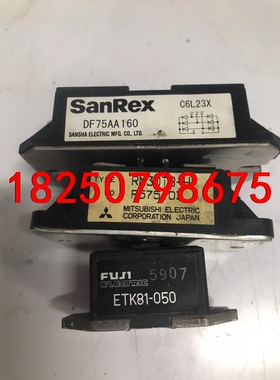 SanRex C6L23X
DF75AA160
SANSHA ELECTRIC MFG. CO., LTD.
18250798675
MITSUBISHI ELECTRIC
CORPORATION JAPAN
FUJI 5907
ELECTRIC
ETK81-050